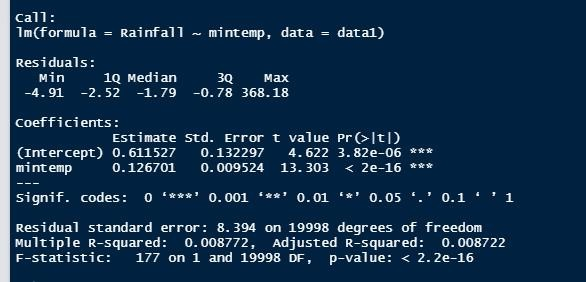 Call:
lm(formula = Rainfall ~ mintemp, data = data1)
Residuals:
Min 1Q Median 3Q Max
-4.91 -2.52 -1.79 -0.78 368.18
Coefficients:
Estimate Std. Error t value Pr(>|t|)
(Intercept) 0.611527 0.132297 4.622 3.82e-06 ***
mintemp 0.126701 0.009524 13.303 < 2e-16 ***
---
Signif. codes: 0 ‘***’ 0.001 ‘**’ 0.01 ‘*’ 0.05 ‘.’ 0.1 ‘ ’ 1
Residual standard error: 8.394 on 19998 degrees of freedom
Multiple R-squared: 0.008772, Adjusted R-squared: 0.008722
F-statistic: 177 on 1 and 19998 DF, p-value: < 2.2e-16